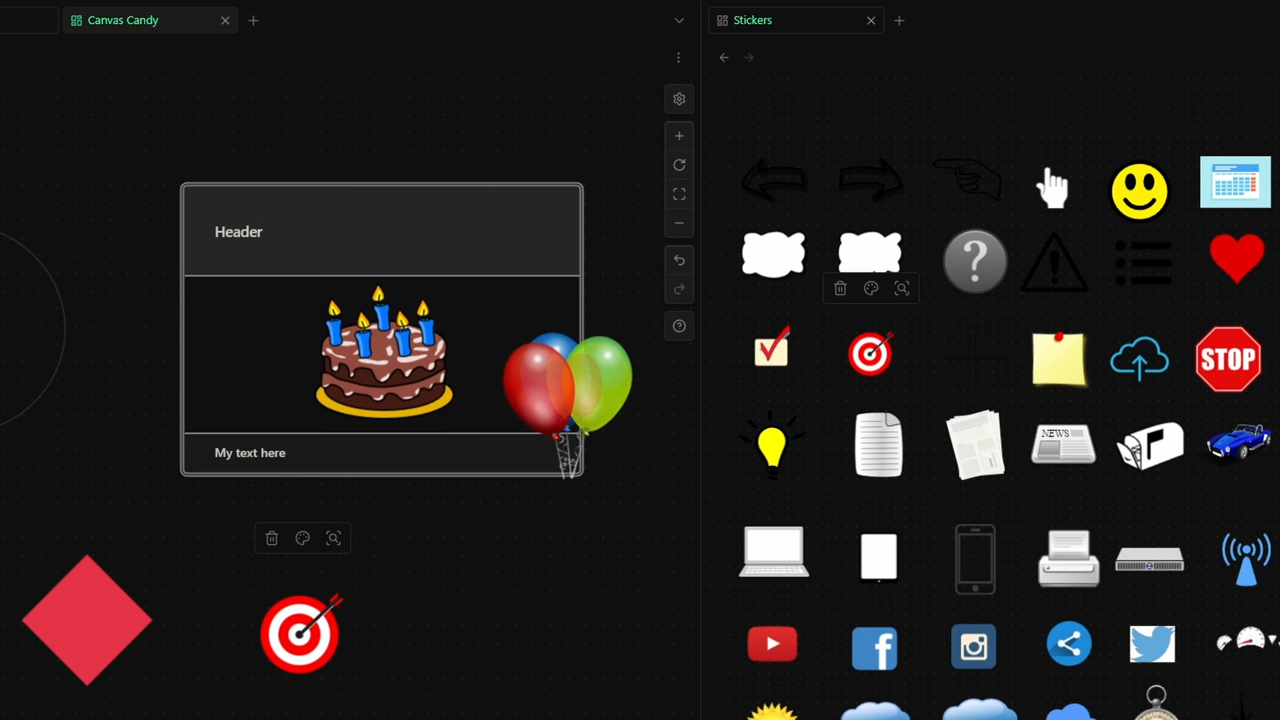 Canvas Candy
Stickers
Header
My text here
?
!
STOP
NEWS
f